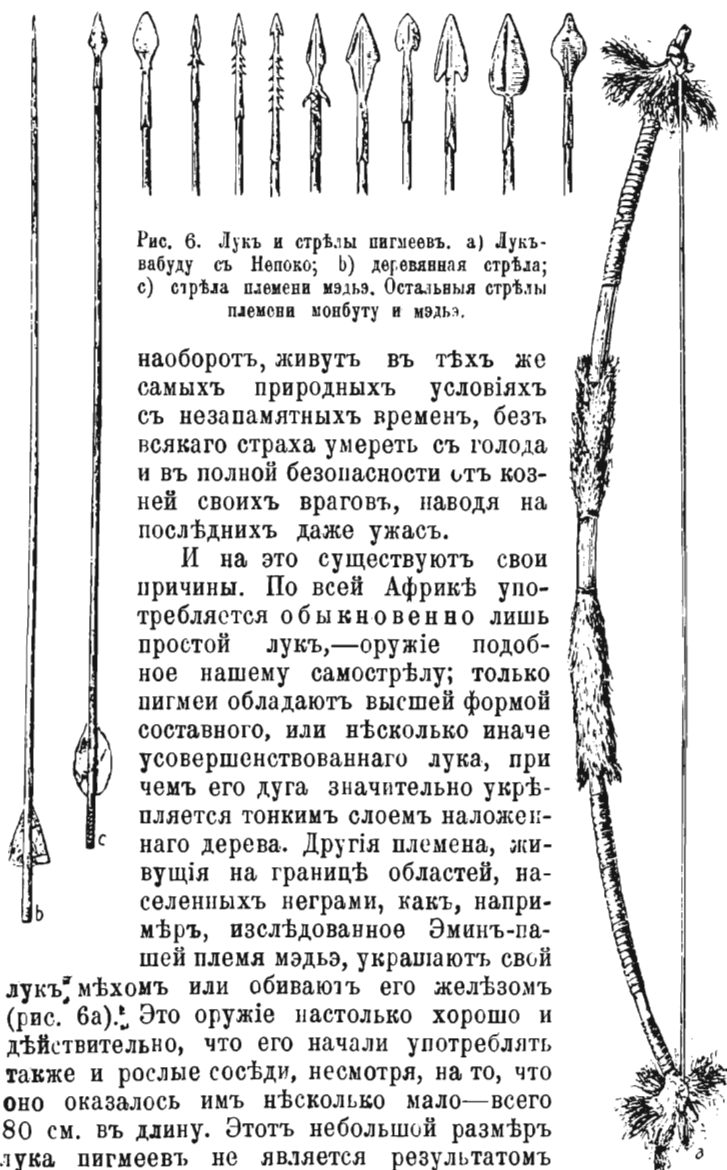 Рис. 6. Лукъ и стрѣлы пигмеевъ. a) Лукъ-
вабуду съ Непоко; b) деревянная стрѣла;
c) стрѣла племени мэдьэ. Остальныя стрѣлы
племени монбуту и мэдьэ.
наоборотъ, живутъ въ тѣхъ же
самыхъ природныхъ условіяхъ
съ незапамятныхъ временъ, безъ
всякаго страха умереть съ голода
и въ полной безопасности отъ коз-
ней своихъ враговъ, наводя на
послѣднихъ даже ужасъ.
И на это существуютъ свои
причины. По всей Африкѣ упо-
требляется обыкновенно лишь
простой лукъ,—оружіе подоб-
ное нашему самострѣлу; только
пигмеи обладаютъ высшей формой
составного, или нѣсколько иначе
усовершенствованнаго лука, при
чемъ его дуга значительно укрѣ-
пляется тонкимъ слоемъ наложен-
наго дерева. Другія племена, жи-
вущія на границѣ областей, на-
селенныхъ неграми, какъ, напри-
мѣръ, изслѣдованное Эминъ-па-
шей племя мэдьэ, украшаютъ свой
лукъ мѣхомъ или обиваютъ его желѣзомъ
(рис. 6a). Это оружіе настолько хорошо и
дѣйствительно, что его начали употреблять
также и рослые сосѣди, несмотря, на то, что
оно оказалось имъ нѣсколько мало—всего
80 см. въ длину. Этотъ небольшой размѣръ
лука пигмеевъ не является результатомъ
c
b
a